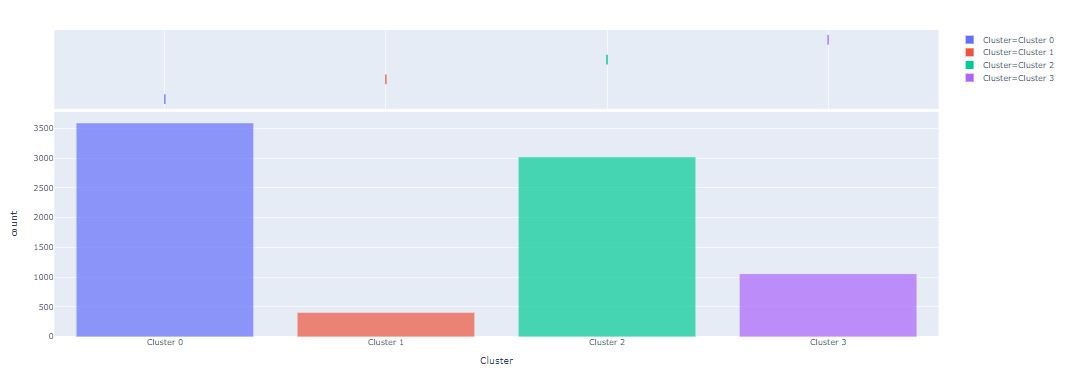 Cluster=Cluster 0
Cluster=Cluster 1
Cluster=Cluster 2
Cluster=Cluster 3
3500
3000
2500
2000
1500
1000
500
0
count
Cluster 0 Cluster 1 Cluster 2 Cluster 3
Cluster